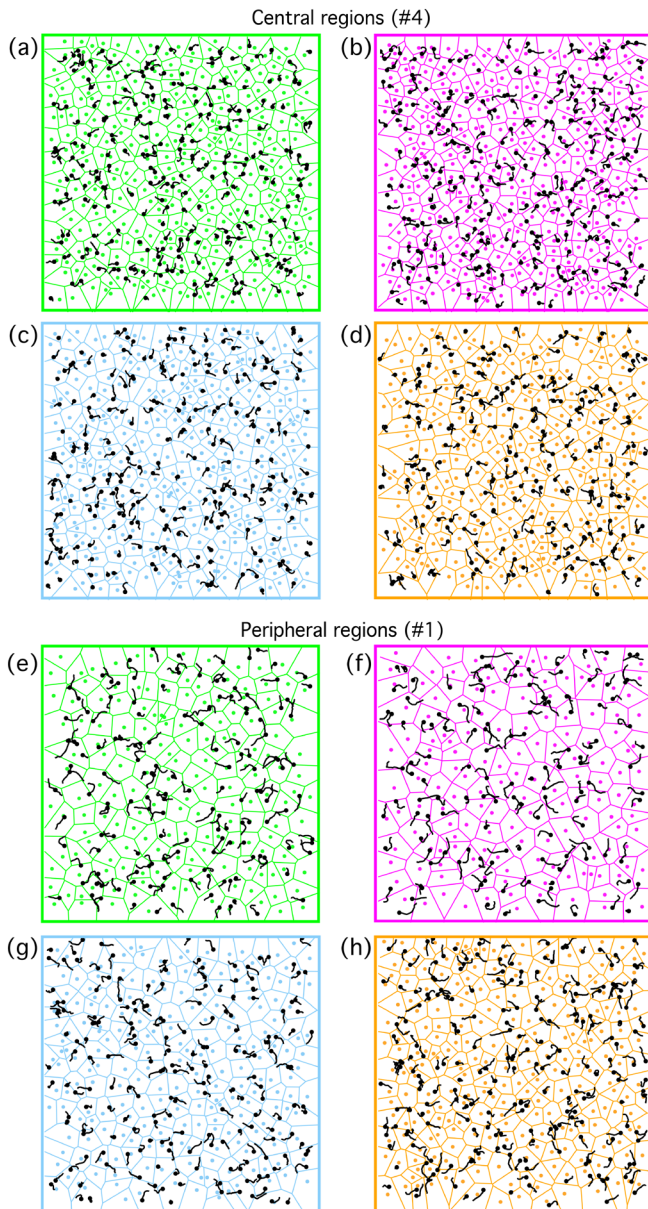 Central regions (#4)
(a)
(b)
(c)
(d)
Peripheral regions (#1)
(e)
(f)
(g)
(h)